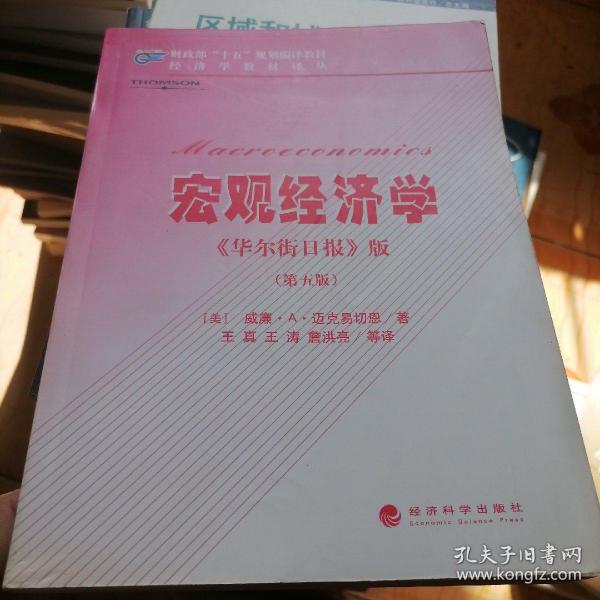 区域和城
财政部“十五”规划编译教材
经济学教材译丛
THOMSON
Macroeconomics
宏观经济学
《华尔街日报》版
(第五版)
[美] 威廉·A·迈克易切恩/著
王真 王涛 詹洪亮/等译
经济科学出版社
Economic Science Press
孔夫子旧书网
www.kongfz.com